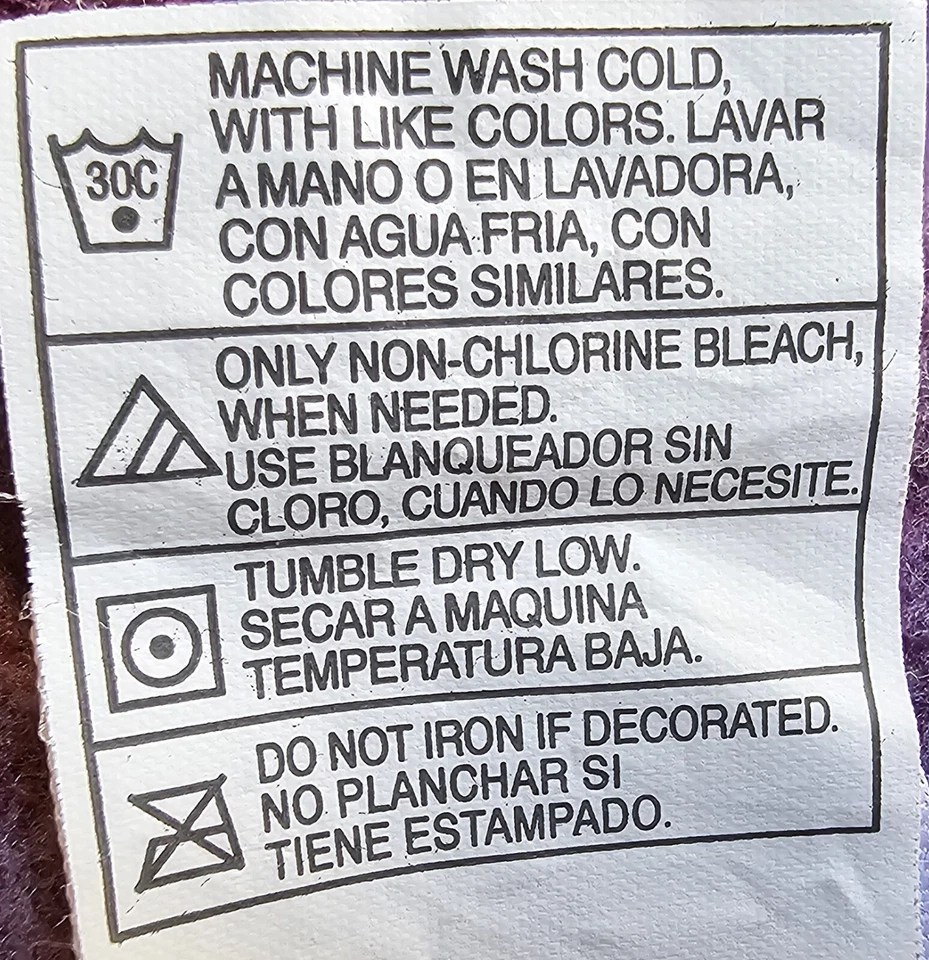 MACHINE WASH COLD,
WITH LIKE COLORS. LAVAR
30C
A MANO O EN LAVADORA,
CON AGUA FRIA, CON
COLORES SIMILARES.
ONLY NON-CHLORINE BLEACH,
WHEN NEEDED.
USE BLANQUEADOR SIN
CLORO, CUANDO LO NECESITE.
TUMBLE DRY LOW.
SECAR A MAQUINA
TEMPERATURA BAJA.
DO NOT IRON IF DECORATED.
NO PLANCHAR SI
TIENE ESTAMPADO.